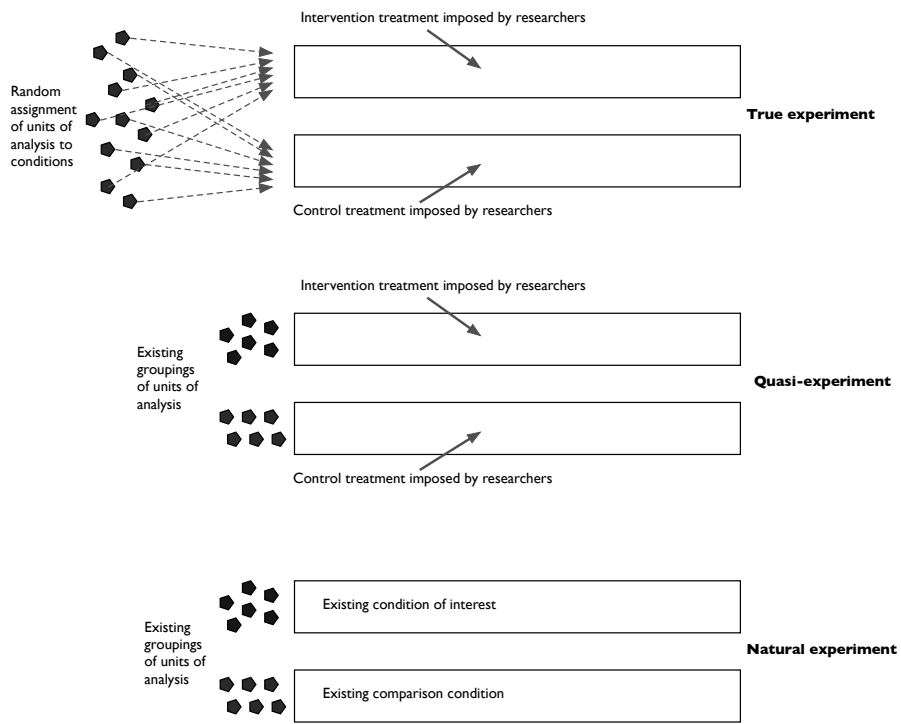 Intervention treatment imposed by researchers
Random
assignment
of units of
analysis to
conditions
True experiment
Control treatment imposed by researchers
Intervention treatment imposed by researchers
Existing
groupings
of units of
analysis
Quasi-experiment
Control treatment imposed by researchers
Existing condition of interest
Existing
groupings
of units of
analysis
Natural experiment
Existing comparison condition